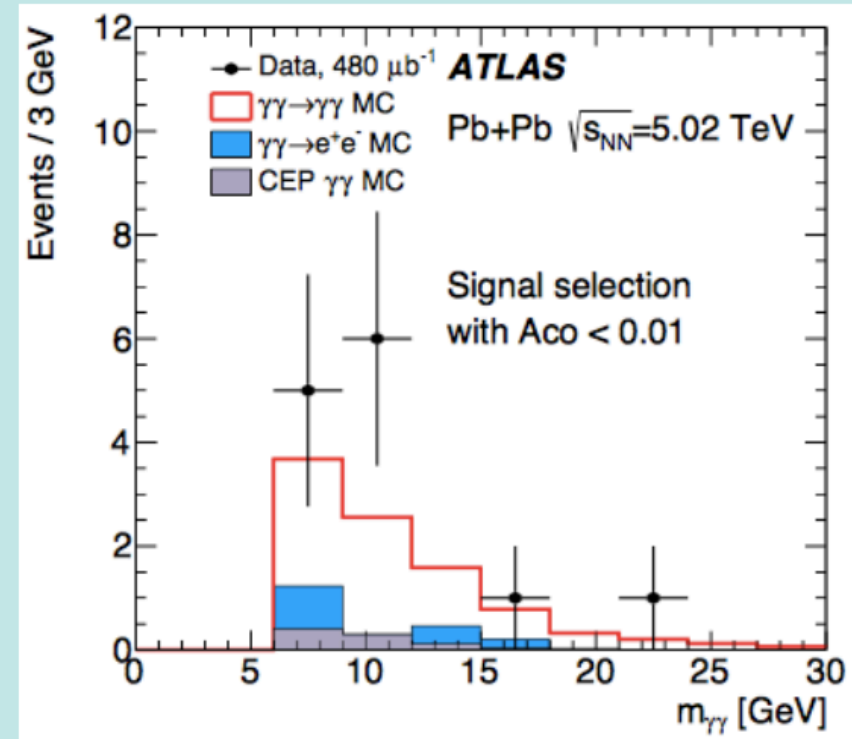 Events / 3 GeV
12
10
8
6
4
2
0
Data, 480 μb⁻¹ ATLAS
γγ→γγ MC
γγ→e⁺e⁻ MC
CEP γγ MC
Pb+Pb √s_NN=5.02 TeV
Signal selection
with Aco < 0.01
0 5 10 15 20 25 30
m_γγ [GeV]